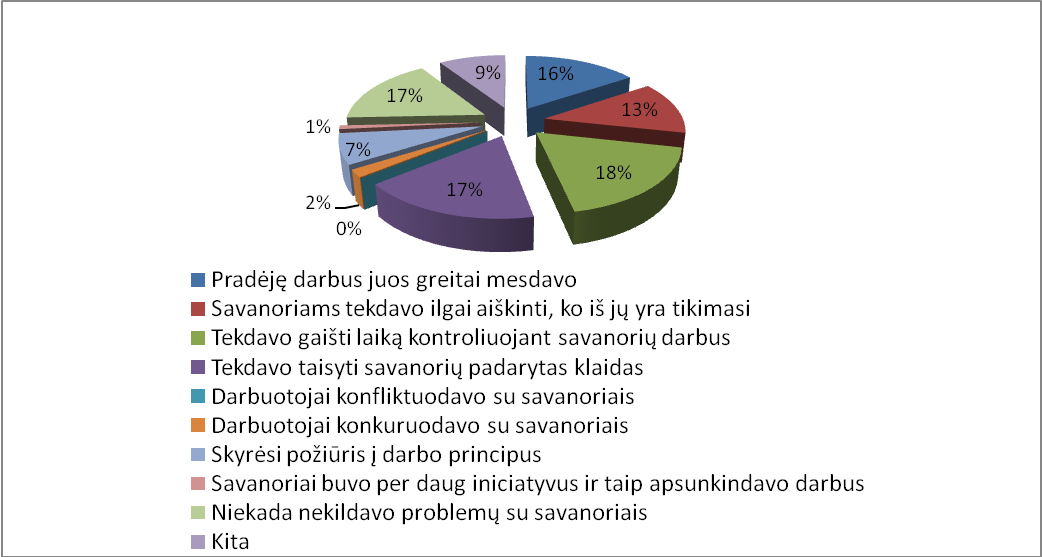 9%
16%
17%
13%
1%
7%
18%
17%
2%
0%
Pradėję darbus juos greitai mesdavo
Savanoriams tekdavo ilgai aiškinti, ko iš jų yra tikimasi
Tekdavo gaišti laiką kontroliuojant savanorių darbus
Tekdavo taisyti savanorių padarytas klaidas
Darbuotojai konfliktuodavo su savanoriais
Darbuotojai konkuruodavo su savanoriais
Skyrėsi požiūris į darbo principus
Savanoriai buvo per daug iniciatyvus ir taip apsunkindavo darbus
Niekada nekildavo problemų su savanoriais
Kita